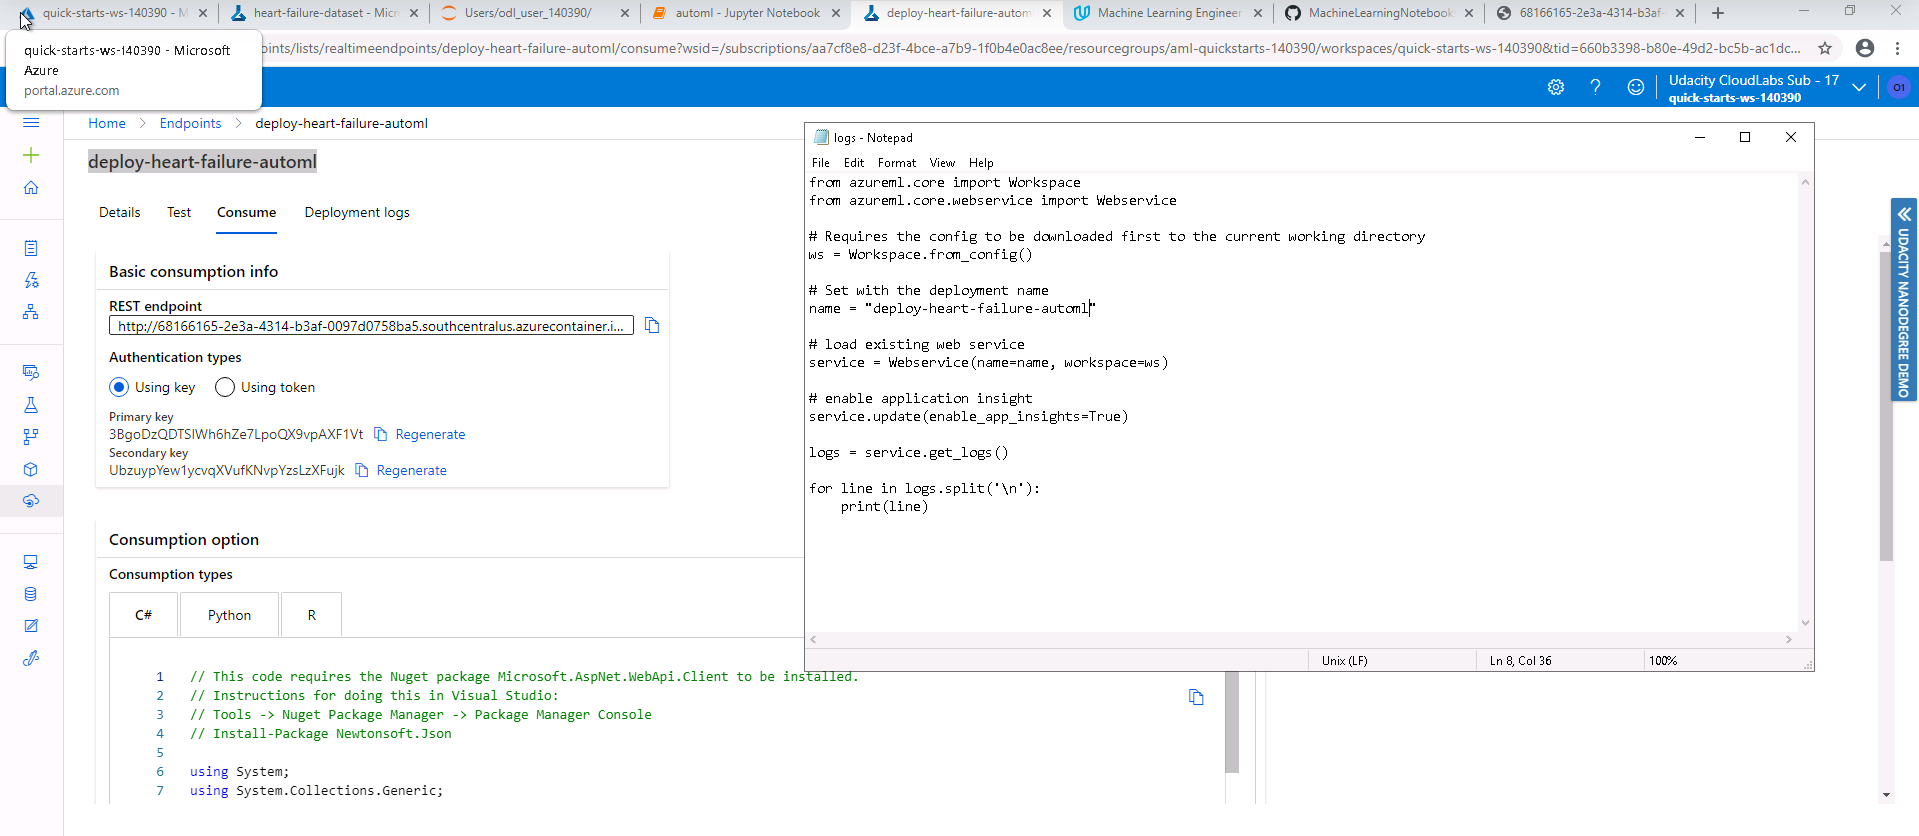 quick-starts-ws-140390 - M
heart-failure-dataset - Micr
Users/odl_user_140390/
automl - Jupyter Notebook
deploy-heart-failure-autom
Machine Learning Engineer
MachineLearningNotebook
68166165-2e3a-4314-b3af-
quick-starts-ws-140390 - Microsoft
Azure
portal.azure.com
oints/lists/realtimeendpoints/deploy-heart-failure-automl/consume?wsid=/subscriptions/aa7cf8e8-d23f-4bce-a7b9-1f0b4e0ac8ee/resourcegroups/aml-quickstarts-140390/workspaces/quick-starts-ws-140390&tid=660b3398-b80e-49d2-bc5b-ac1dc...
Udacity CloudLabs Sub - 17
quick-starts-ws-140390
O1
Home > Endpoints > deploy-heart-failure-automl
deploy-heart-failure-automl
Details Test Consume Deployment logs
Basic consumption info
REST endpoint
http://68166165-2e3a-4314-b3af-0097d0758ba5.southcentralus.azurecontainer.i...
Authentication types
Using key Using token
Primary key
3BgoDzQDTSIWh6hZe7LpoQX9vpAXF1Vt Regenerate
Secondary key
UbzuypYew1ycvqXVufKNvpYzsLzXFujk Regenerate
Consumption option
Consumption types
C# Python R
1 // This code requires the Nuget package Microsoft.AspNet.WebApi.Client to be installed.
2 // Instructions for doing this in Visual Studio:
3 // Tools -> Nuget Package Manager -> Package Manager Console
4 // Install-Package Newtonsoft.Json
5
6 using System;
7 using System.Collections.Generic;
logs - Notepad
File Edit Format View Help
from azureml.core import Workspace
from azureml.core.webservice import Webservice
# Requires the config to be downloaded first to the current working directory
ws = Workspace.from_config()
# Set with the deployment name
name = "deploy-heart-failure-automl"
# load existing web service
service = Webservice(name=name, workspace=ws)
# enable application insight
service.update(enable_app_insights=True)
logs = service.get_logs()
for line in logs.split('\n'):
    print(line)
Unix (LF) Ln 8, Col 36 100%
UDACITY NANODEGREE DEMO